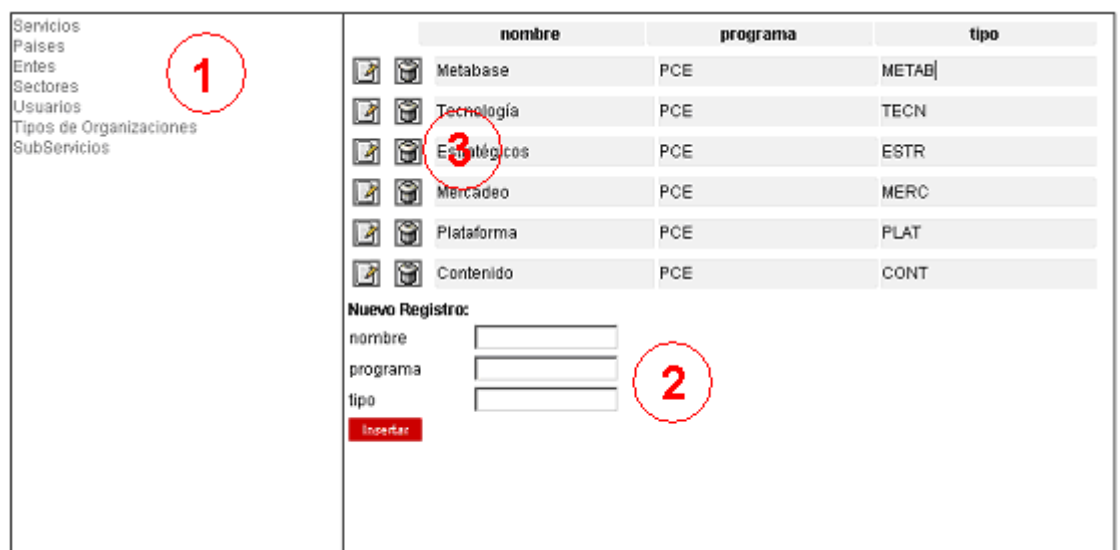 Servicios
Paises
Entes
Sectores
Usuarios
Tipos de Organizaciones
SubServicios
1
nombre programa tipo
Metabase PCE METAB
Tecnología PCE TECN
3
Estratégicos PCE ESTR
Mercadeo PCE MERC
Plataforma PCE PLAT
Contenido PCE CONT
Nuevo Registro:
nombre
programa
2
tipo
Insertar